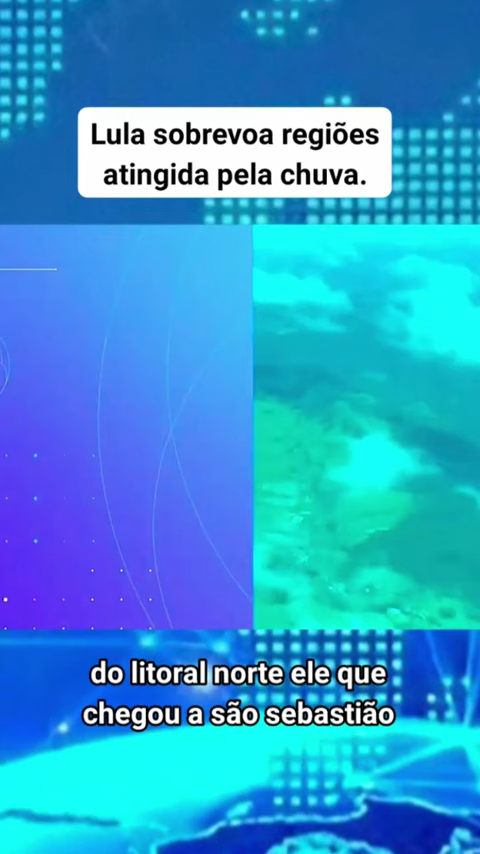 Lula sobrevoa regiões
atingida pela chuva.
do litoral norte ele que
chegou a são sebastião